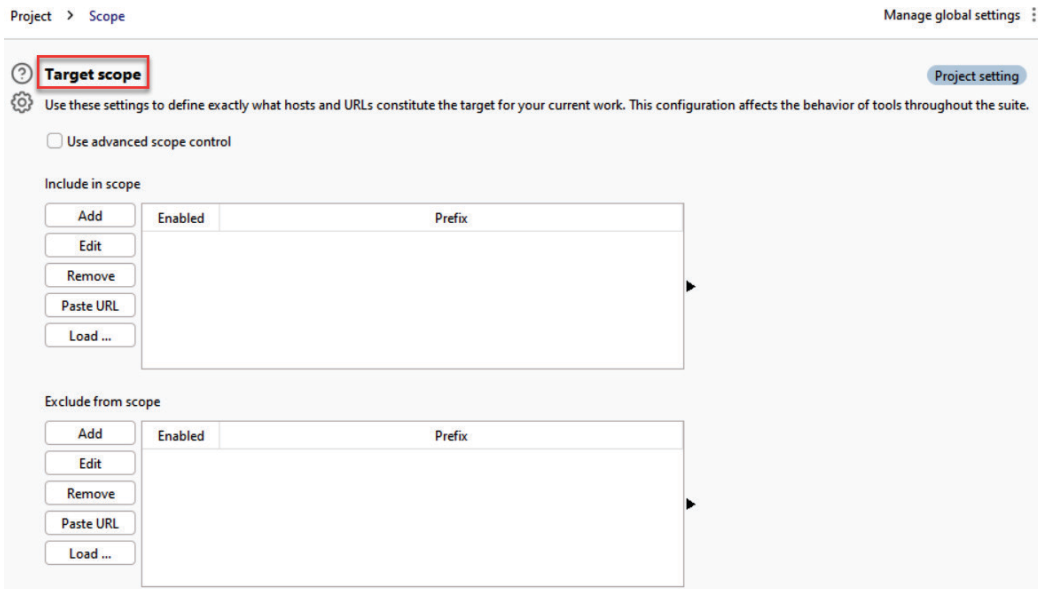 Project > Scope Manage global settings
Target scope Project setting
Use these settings to define exactly what hosts and URLs constitute the target for your current work. This configuration affects the behavior of tools throughout the suite.
Use advanced scope control
Include in scope
Add
Enabled Prefix
Edit
Remove
Paste URL
Load ...
Exclude from scope
Add
Enabled Prefix
Edit
Remove
Paste URL
Load ...